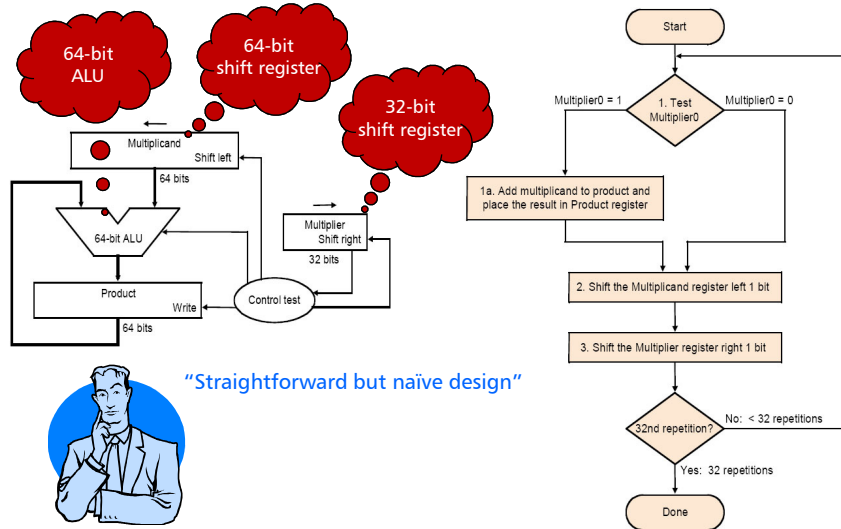 64-bit
ALU
64-bit
shift register
32-bit
shift register
Multiplicand
Shift left
64 bits
64-bit ALU
Multiplier
Shift right
32 bits
Product
Write
Control test
64 bits
"Straightforward but naïve design"
Start
Multiplier0 = 1
1. Test
Multiplier0
Multiplier0 = 0
1a. Add multiplicand to product and
place the result in Product register
2. Shift the Multiplicand register left 1 bit
3. Shift the Multiplier register right 1 bit
32nd repetition?
No: < 32 repetitions
Yes: 32 repetitions
Done